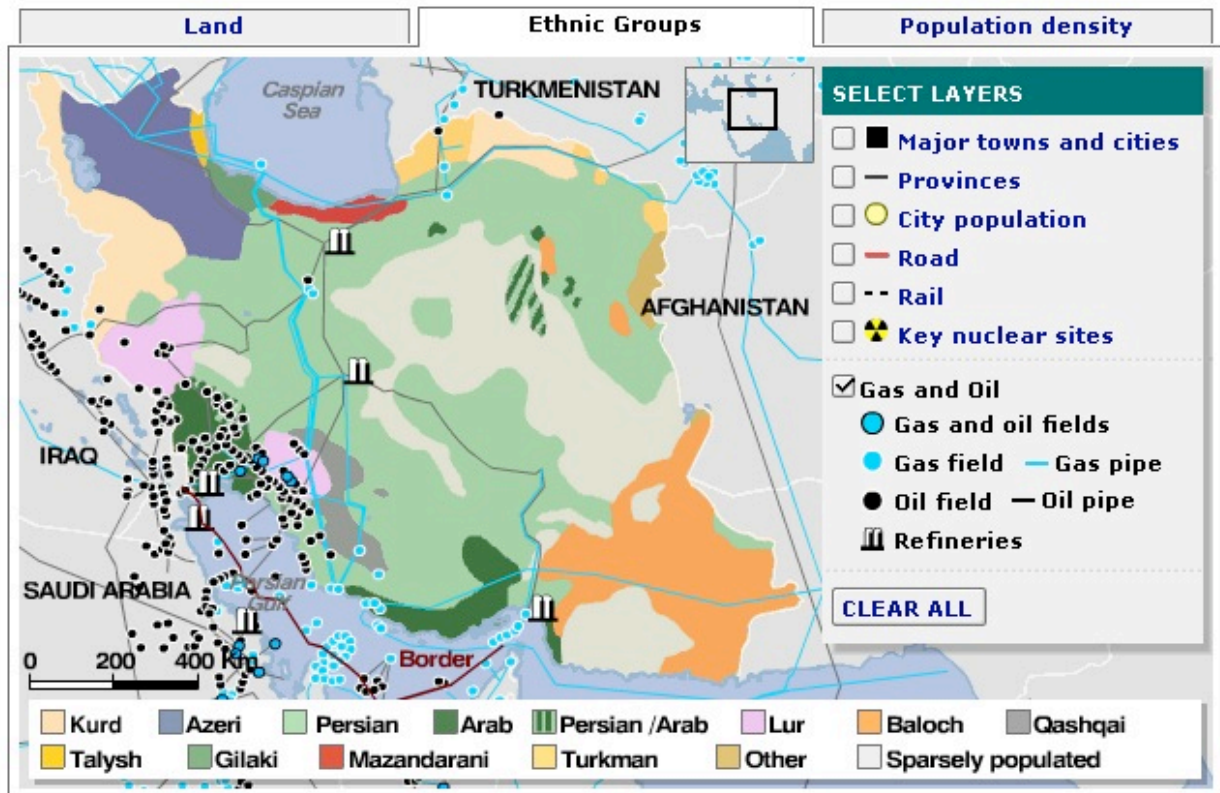 Land
Ethnic Groups
Population density
Caspian
Sea
TURKMENISTAN
AFGHANISTAN
IRAQ
SAUDI ARABIA
Persian
Gulf
Border
0 200 400 Km
SELECT LAYERS
Major towns and cities
Provinces
City population
Road
Rail
Key nuclear sites
Gas and Oil
Gas and oil fields
Gas field Gas pipe
Oil field Oil pipe
Refineries
CLEAR ALL
Kurd Azeri Persian Arab Persian /Arab Lur Baloch Qashqai
Talysh Gilaki Mazandarani Turkman Other Sparsely populated